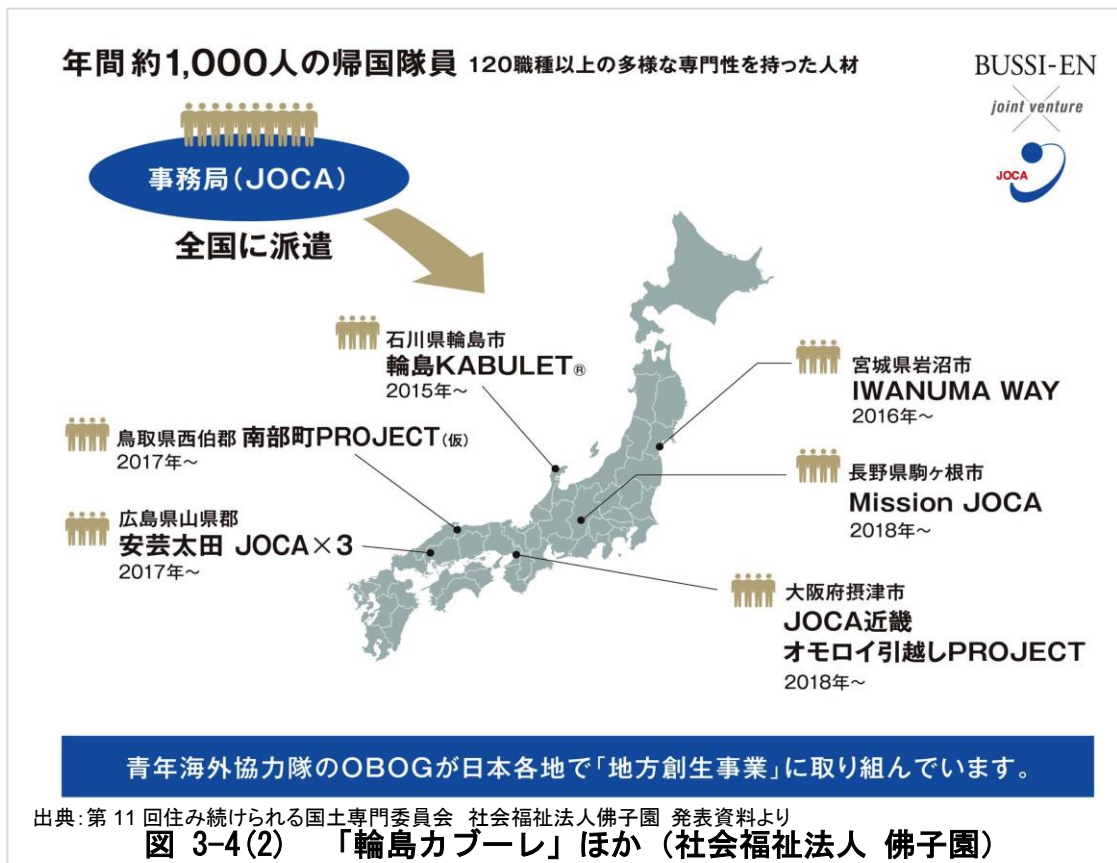 年間 約1,000人の帰国隊員 120職種以上の多様な専門性を持った人材
BUSSI-EN
joint venture
JOCA
事務局(JOCA)
全国に派遣
石川県輪島市
輪島KABULET®
2015年~
鳥取県西伯郡 南部町PROJECT(仮)
2017年~
広島県山県郡
安芸太田 JOCA×3
2017年~
宮城県岩沼市
IWANUMA WAY
2016年~
長野県駒ヶ根市
Mission JOCA
2018年~
大阪府摂津市
JOCA近畿
オモロイ引越しPROJECT
2018年~
青年海外協力隊のOBOGが日本各地で「地方創生事業」に取り組んでいます。
出典:第 11 回住み続けられる国土専門委員会 社会福祉法人佛子園 発表資料より
図 3-4(2) 「輪島カブーレ」ほか(社会福祉法人 佛子園)